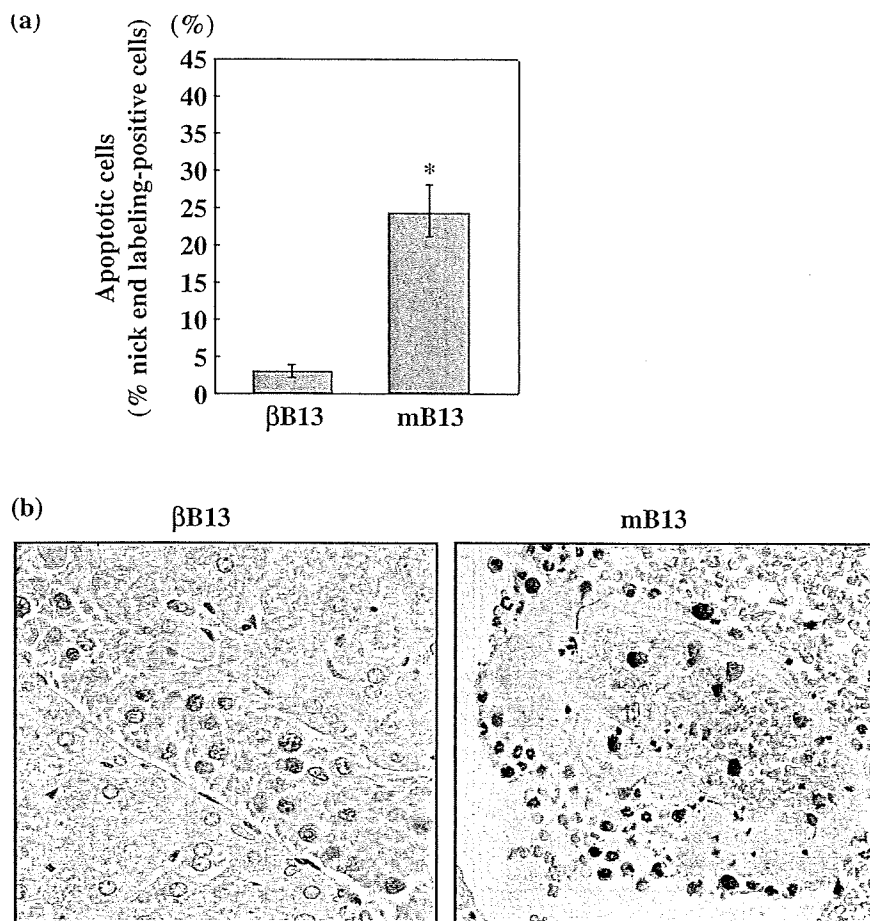 (a)
(%)
45
40
35
30
25
20
15
10
5
0
Apoptotic cells
(% nick end labeling-positive cells)
*
βB13 mB13
(b)
βB13 mB13